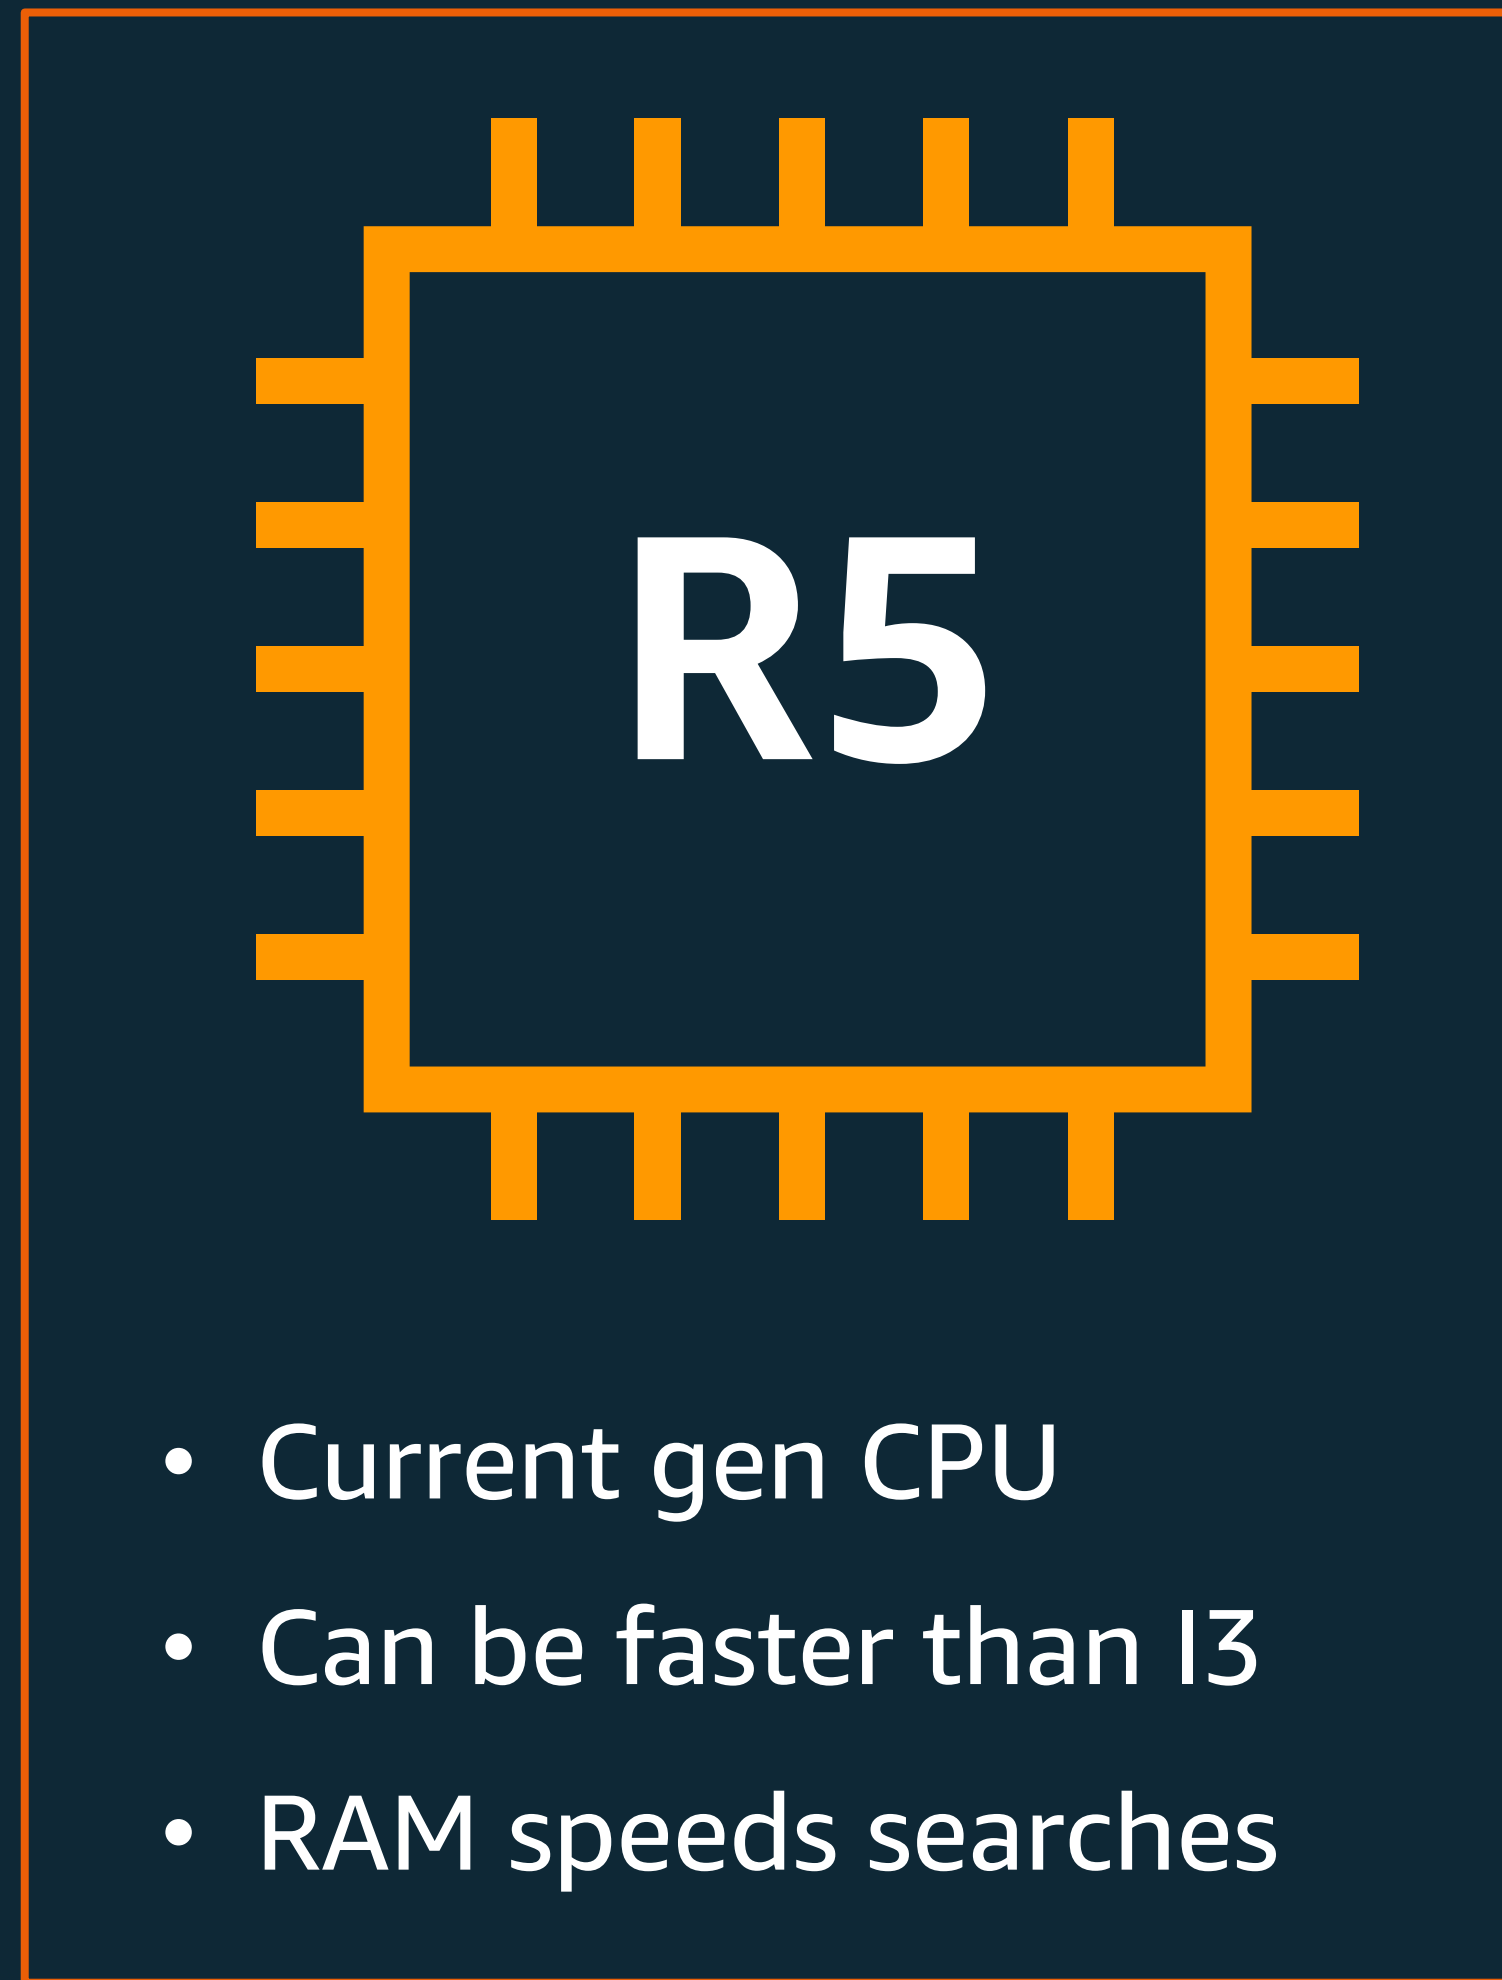 R5
• Current gen CPU
• Can be faster than I3
• RAM speeds searches